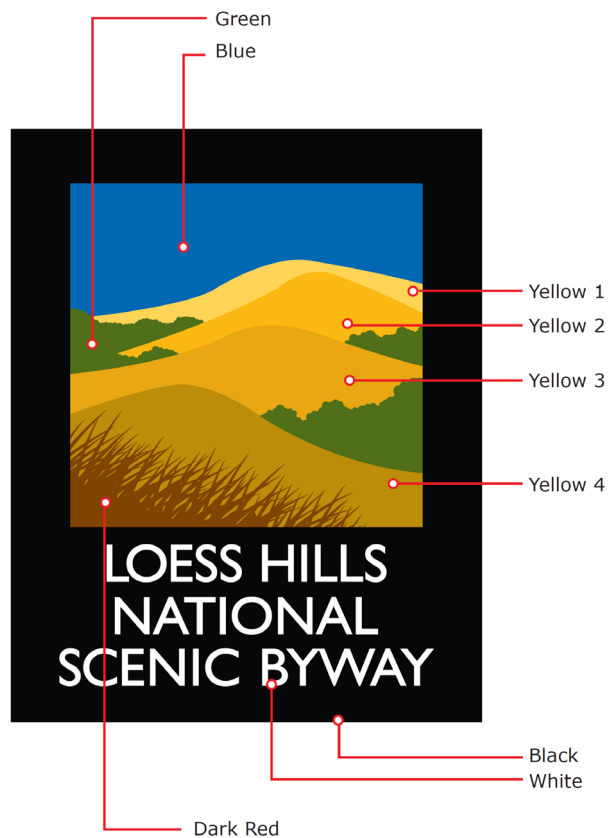 Green
Blue
Yellow 1
Yellow 2
Yellow 3
Yellow 4
LOESS HILLS
NATIONAL
SCENIC BYWAY
Black
White
Dark Red